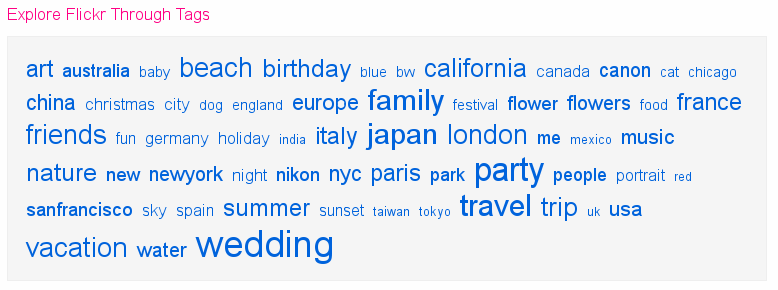 Explore Flickr Through Tags
art australia baby beach birthday blue bw california canada canon cat chicago
china christmas city dog england europe family festival flower flowers food france
friends fun germany holiday india italy japan london me mexico music
nature new newyork night nikon nyc paris park party people portrait red
sanfrancisco sky spain summer sunset taiwan tokyo travel trip uk usa
vacation water wedding